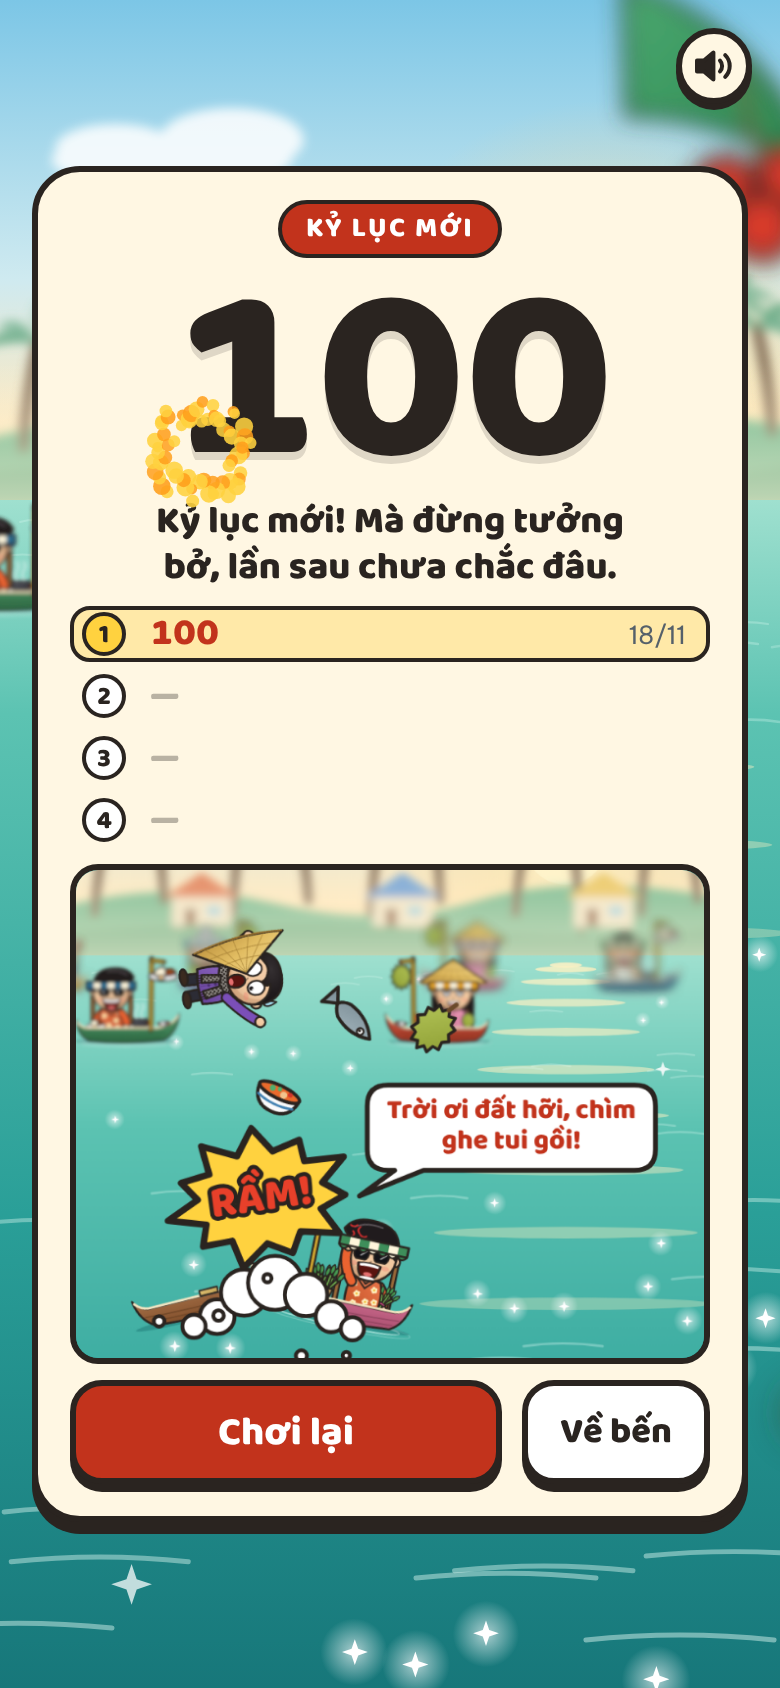 KỶ LỤC MỚI
100
Kỷ lục mới! Mà đừng tưởng
bở, lần sau chưa chắc đâu.
1 100 18/11
2 —
3 —
4 —
Trời ơi đất hỡi, chìm
ghe tui gồi!
RẦM!
Chơi lại
Về bến